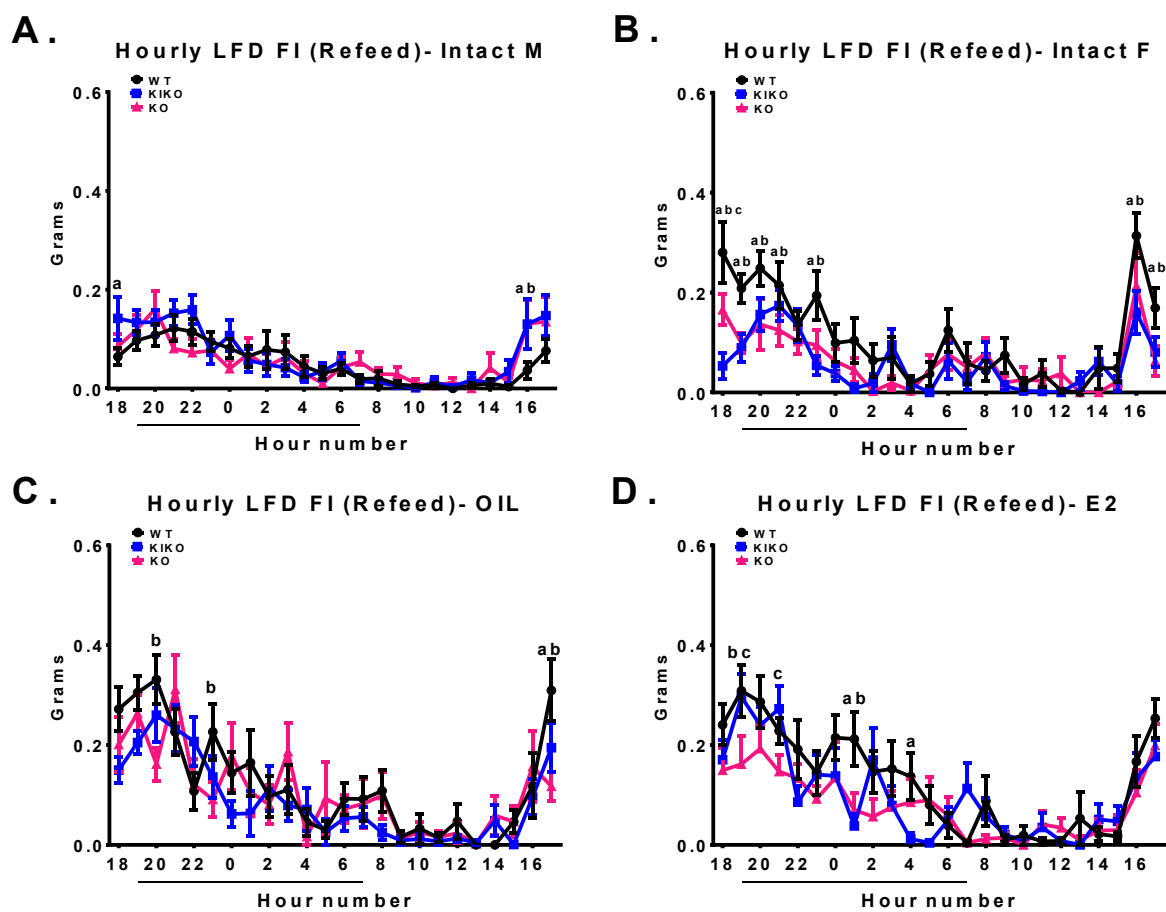 A.
Hourly LFD FI (Refeed)- Intact M
WT
KIKO
KO
0.6
0.4
0.2
0.0
Grams
a
ab
18 20 22 0 2 4 6 8 10 12 14 16
Hour number
B.
Hourly LFD FI (Refeed)- Intact F
WT
KIKO
KO
0.6
0.4
0.2
0.0
Grams
abc
ab
ab
ab
ab
ab
ab
18 20 22 0 2 4 6 8 10 12 14 16
Hour number
C.
Hourly LFD FI (Refeed)- OIL
WT
KIKO
KO
0.6
0.4
0.2
0.0
Grams
b
b
ab
18 20 22 0 2 4 6 8 10 12 14 16
Hour number
D.
Hourly LFD FI (Refeed)- E2
WT
KIKO
KO
0.6
0.4
0.2
0.0
Grams
bc
c
ab
a
18 20 22 0 2 4 6 8 10 12 14 16
Hour number